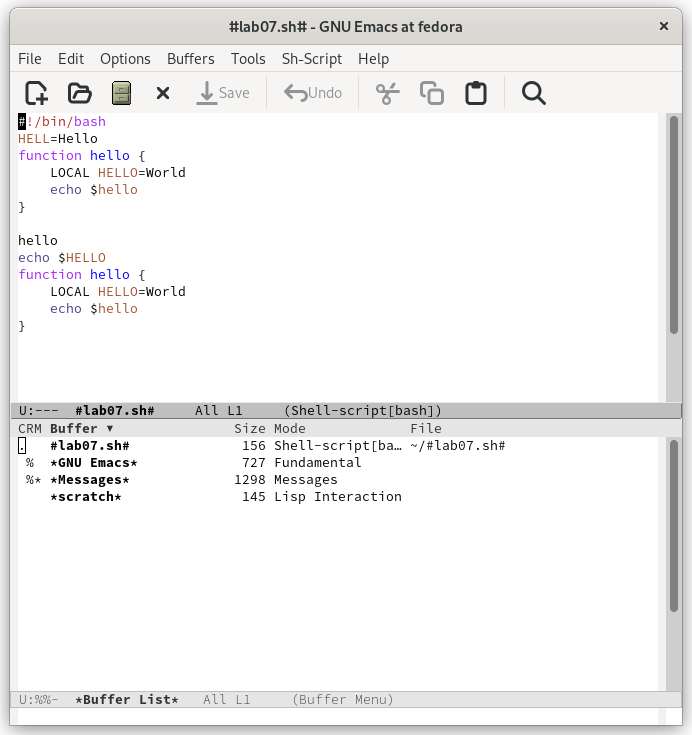 #lab07.sh# - GNU Emacs at fedora
File Edit Options Buffers Tools Sh-Script Help
Save Undo
#!/bin/bash
HELL=Hello
function hello {
    LOCAL HELLO=World
    echo $hello
}
hello
echo $HELLO
function hello {
    LOCAL HELLO=World
    echo $hello
}
U:--- #lab07.sh# All L1 (Shell-script[bash])
CRM Buffer ▼ Size Mode File
. #lab07.sh# 156 Shell-script[ba… ~/#lab07.sh#
% *GNU Emacs* 727 Fundamental
%* *Messages* 1298 Messages
*scratch* 145 Lisp Interaction
U:%%- *Buffer List* All L1 (Buffer Menu)